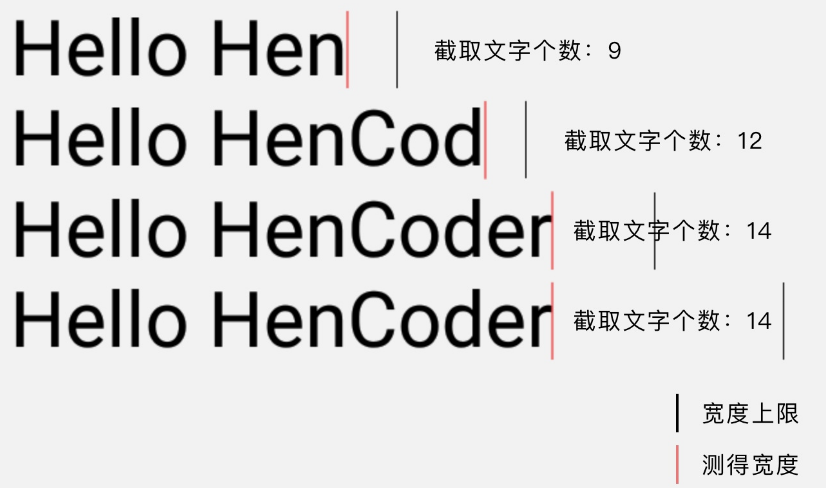 Hello Hen 截取文字个数：9
Hello HenCod 截取文字个数：12
Hello HenCoder 截取文字个数：14
Hello HenCoder 截取文字个数：14
宽度上限
测得宽度